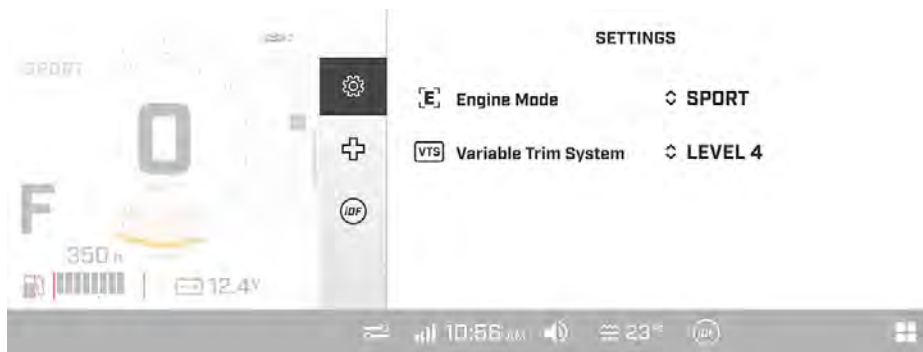 SETTINGS
SPORT
[E] Engine Mode SPORT
0
VTS Variable Trim System LEVEL 4
F
iDF
350 h
12.4V
10:56 AM 23° iDF